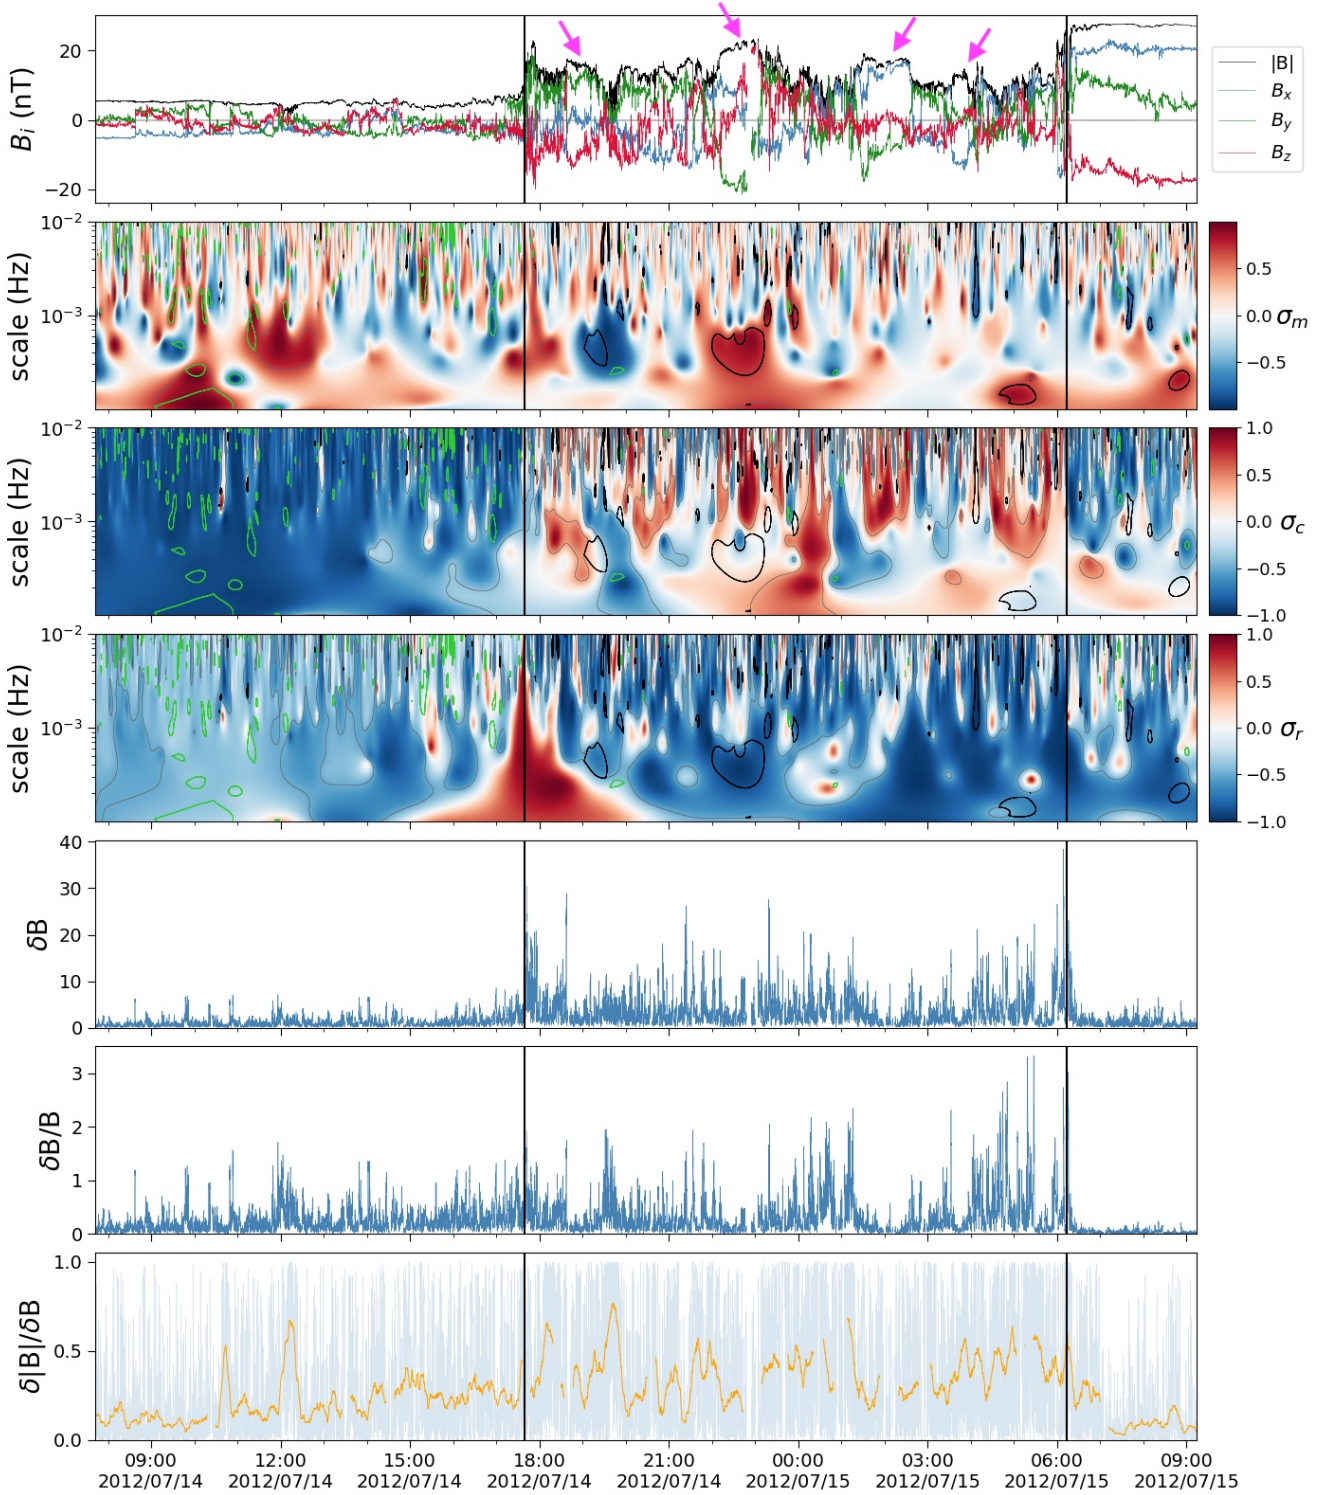 20
0
−20
B_i (nT)
|B|
B_x
B_y
B_z
10^{-2}
10^{-3}
scale (Hz)
0.5
0.0
−0.5
σ_m
10^{-2}
10^{-3}
scale (Hz)
1.0
0.5
0.0
−0.5
−1.0
σ_c
10^{-2}
10^{-3}
scale (Hz)
1.0
0.5
0.0
−0.5
−1.0
σ_r
40
30
20
10
0
δB
3
2
1
0
δB/B
1.0
0.5
0.0
δ|B|/δB
09:00 12:00 15:00 18:00 21:00 00:00 03:00 06:00 09:00
2012/07/14 2012/07/14 2012/07/14 2012/07/14 2012/07/14 2012/07/15 2012/07/15 2012/07/15 2012/07/15